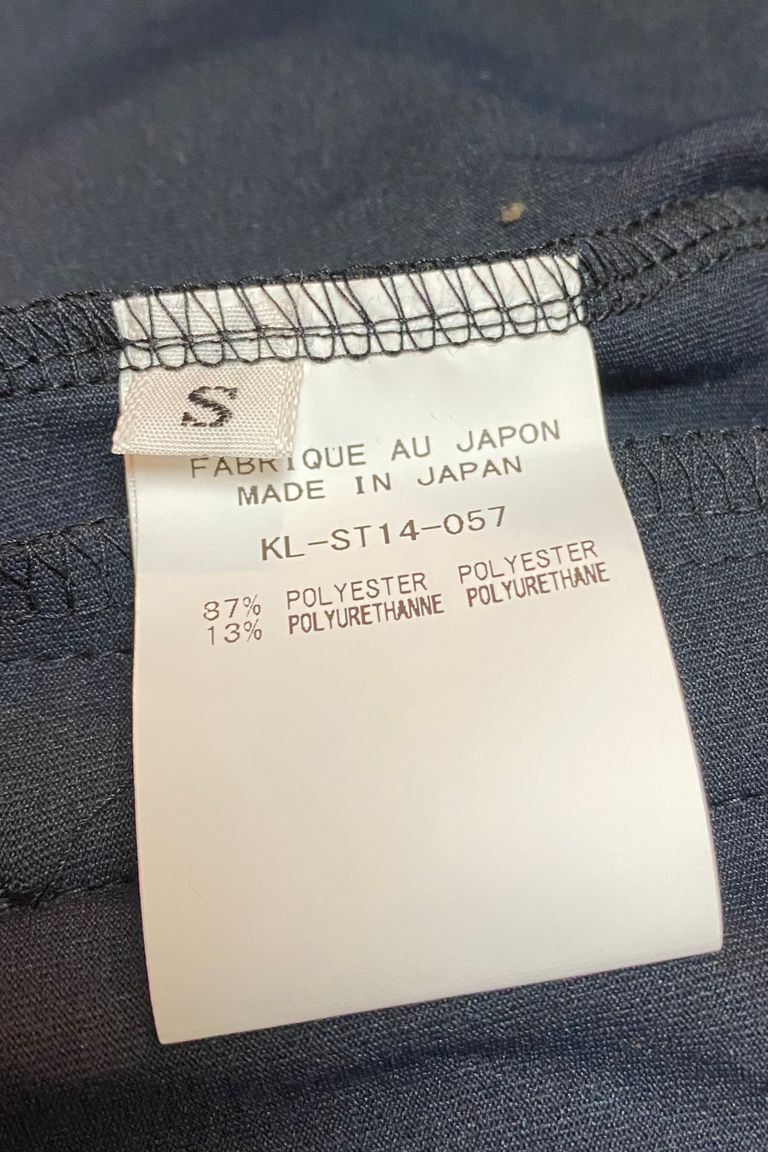 S
FABRIQUE AU JAPON
MADE IN JAPAN
KL-ST14-057
87% POLYESTER POLYESTER
13% POLYURETHANNE POLYURETHANE